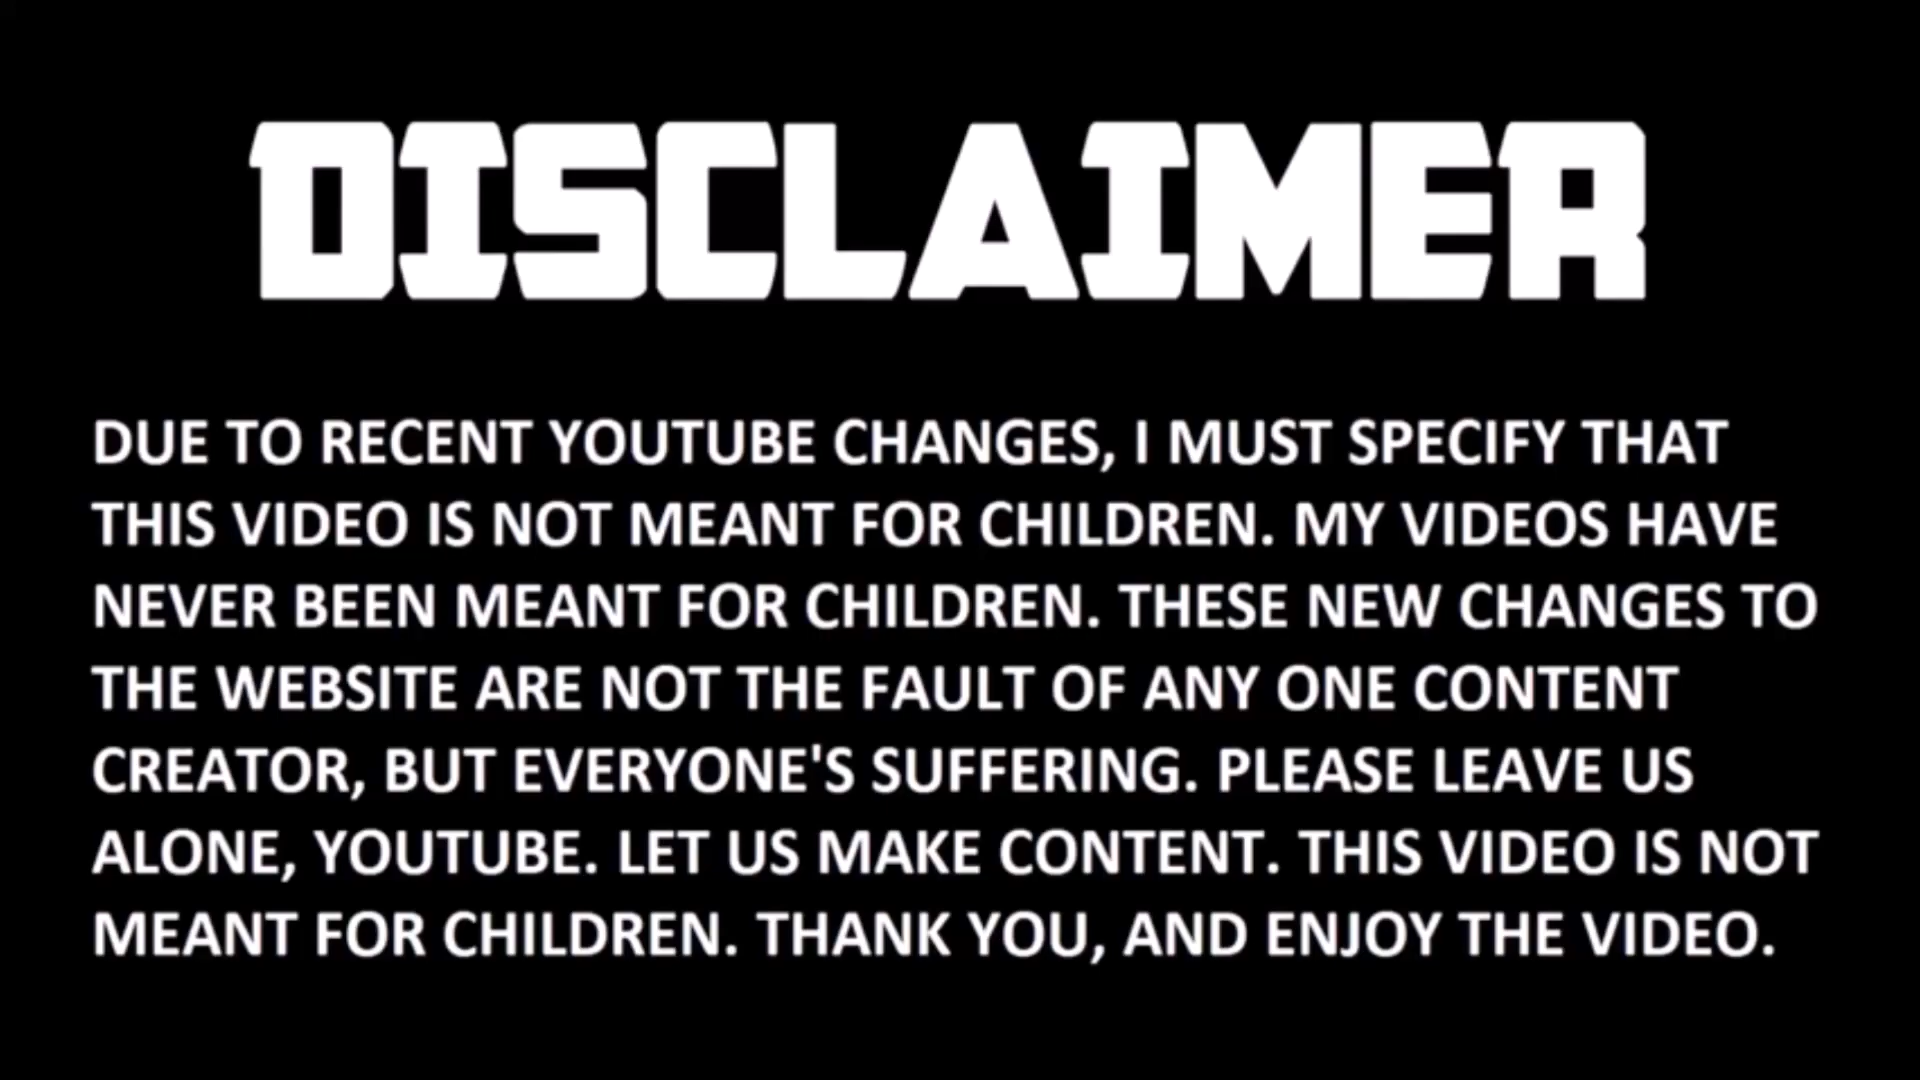 DISCLAIMER
DUE TO RECENT YOUTUBE CHANGES, I MUST SPECIFY THAT
THIS VIDEO IS NOT MEANT FOR CHILDREN. MY VIDEOS HAVE
NEVER BEEN MEANT FOR CHILDREN. THESE NEW CHANGES TO
THE WEBSITE ARE NOT THE FAULT OF ANY ONE CONTENT
CREATOR, BUT EVERYONE'S SUFFERING. PLEASE LEAVE US
ALONE, YOUTUBE. LET US MAKE CONTENT. THIS VIDEO IS NOT
MEANT FOR CHILDREN. THANK YOU, AND ENJOY THE VIDEO.